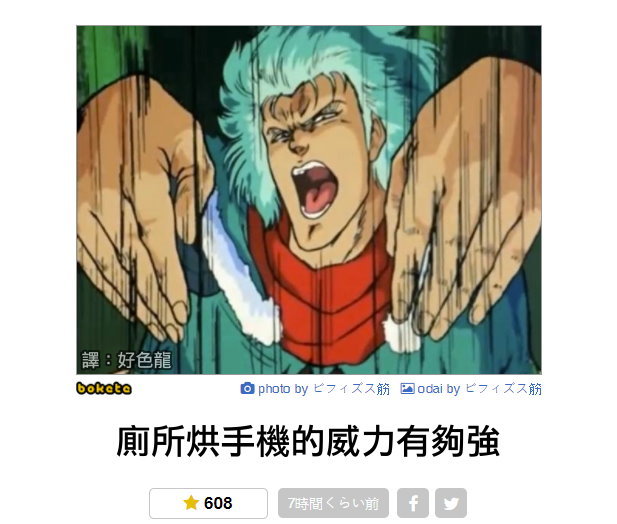 譯：好色龍
bokete
photo by ビフィズス筋 odai by ビフィズス筋
廁所烘手機的威力有夠強
608 7時間くらい前